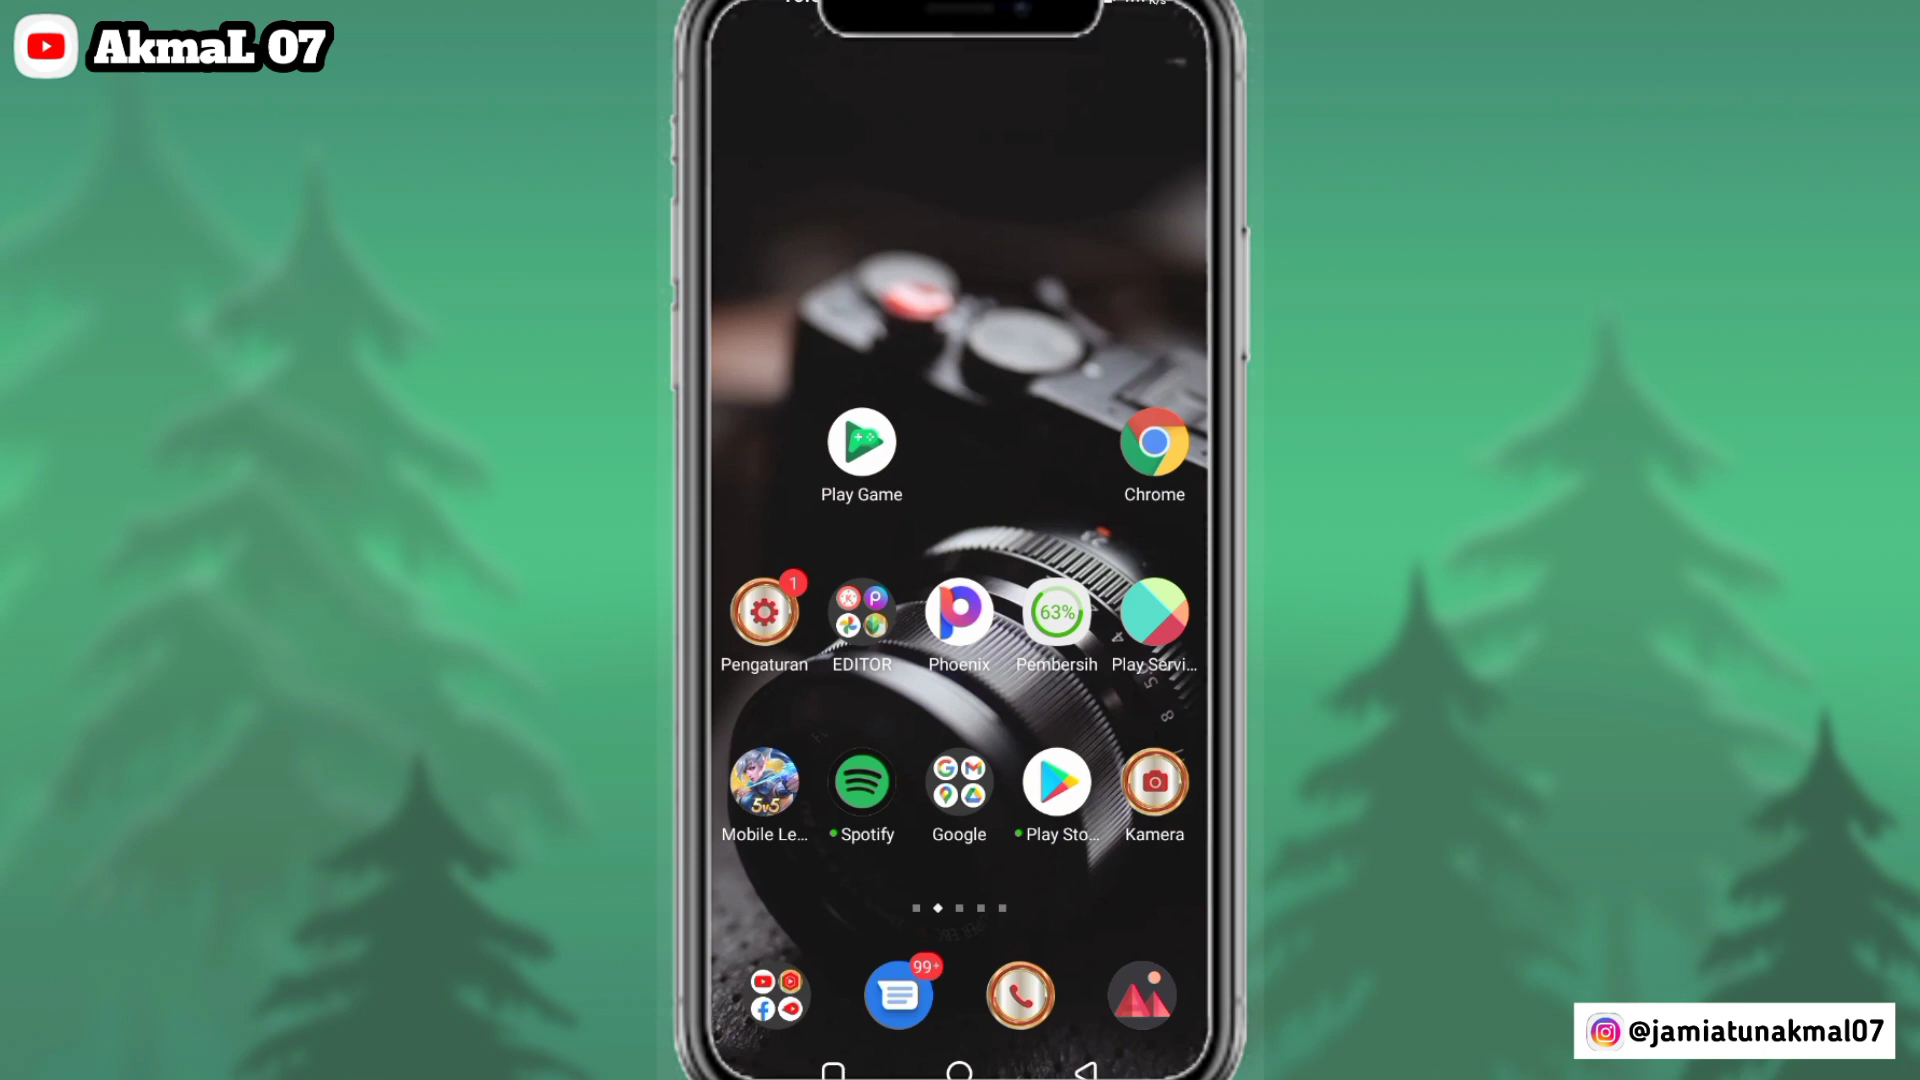 AkmaL 07
K/s
Play Game
Chrome
1
63%
Pengaturan
EDITOR
Phoenix
Pembersih
Play Servi...
5v5
Mobile Le...
Spotify
Google
Play Sto...
Kamera
99+
@jamiatunakmal07